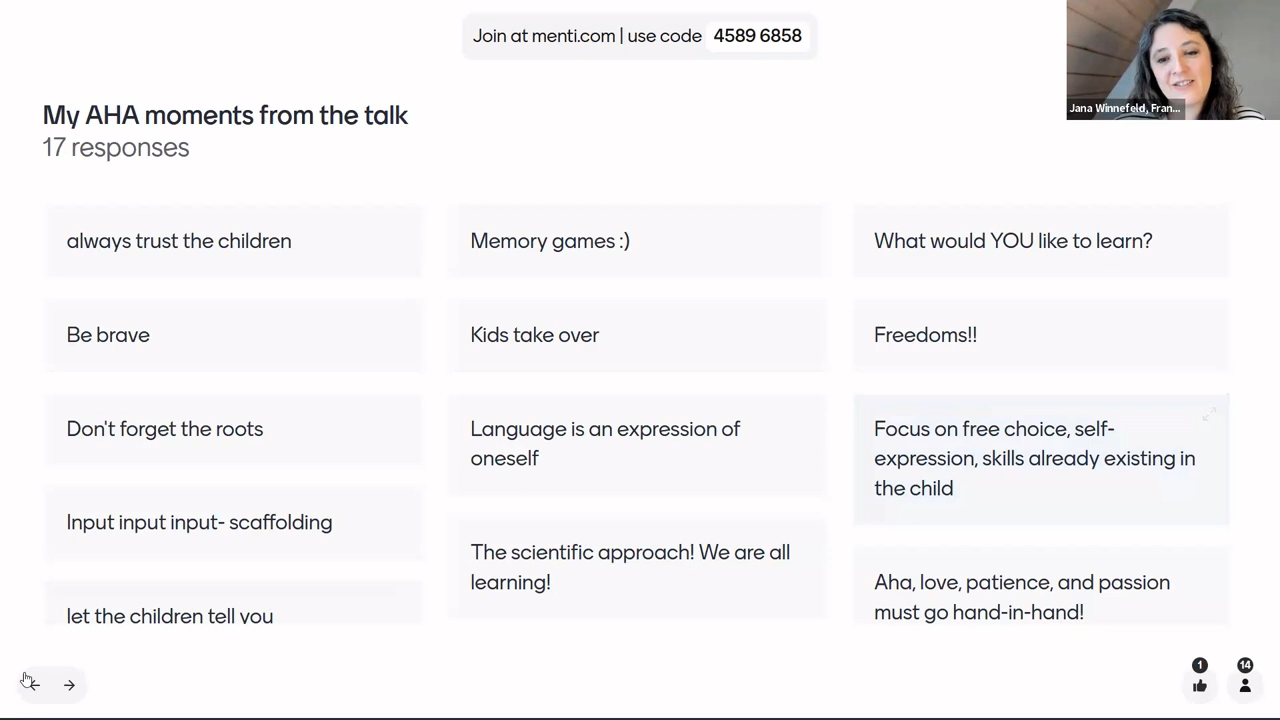 Join at menti.com | use code 4589 6858
Jana Winnefeld, Fran...
My AHA moments from the talk
17 responses
always trust the children
Be brave
Don't forget the roots
Input input input- scaffolding
let the children tell you
Memory games :)
Kids take over
Language is an expression of
oneself
The scientific approach! We are all
learning!
What would YOU like to learn?
Freedoms!!
Focus on free choice, self-
expression, skills already existing in
the child
Aha, love, patience, and passion
must go hand-in-hand!
1
14